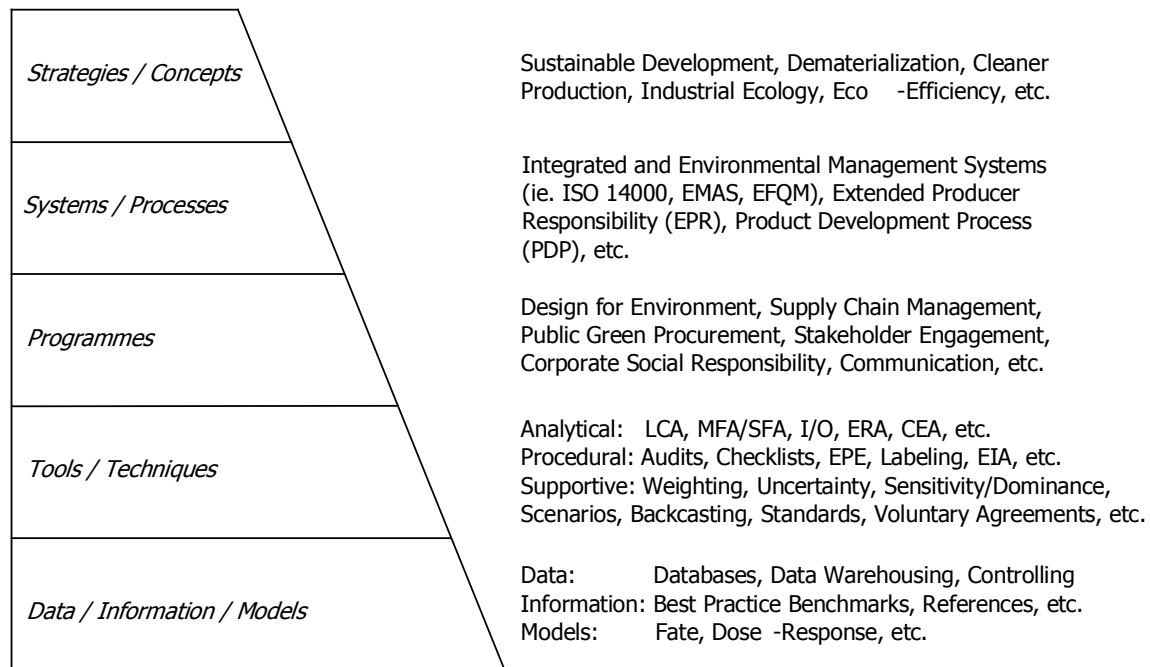 Strategies / Concepts
Sustainable Development, Dematerialization, Cleaner
Production, Industrial Ecology, Eco -Efficiency, etc.
Systems / Processes
Integrated and Environmental Management Systems
(ie. ISO 14000, EMAS, EFQM), Extended Producer
Responsibility (EPR), Product Development Process
(PDP), etc.
Programmes
Design for Environment, Supply Chain Management,
Public Green Procurement, Stakeholder Engagement,
Corporate Social Responsibility, Communication, etc.
Tools / Techniques
Analytical: LCA, MFA/SFA, I/O, ERA, CEA, etc.
Procedural: Audits, Checklists, EPE, Labeling, EIA, etc.
Supportive: Weighting, Uncertainty, Sensitivity/Dominance,
Scenarios, Backcasting, Standards, Voluntary Agreements, etc.
Data / Information / Models
Data: Databases, Data Warehousing, Controlling
Information: Best Practice Benchmarks, References, etc.
Models: Fate, Dose -Response, etc.